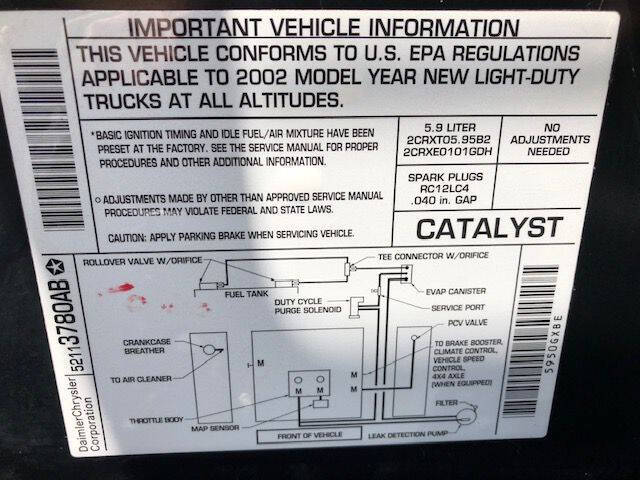 IMPORTANT VEHICLE INFORMATION
THIS VEHICLE CONFORMS TO U.S. EPA REGULATIONS
APPLICABLE TO 2002 MODEL YEAR NEW LIGHT-DUTY
TRUCKS AT ALL ALTITUDES.
*BASIC IGNITION TIMING AND IDLE FUEL/AIR MIXTURE HAVE BEEN
PRESET AT THE FACTORY. SEE THE SERVICE MANUAL FOR PROPER
PROCEDURES AND OTHER ADDITIONAL INFORMATION.
○ ADJUSTMENTS MADE BY OTHER THAN APPROVED SERVICE MANUAL
PROCEDURES MAY VIOLATE FEDERAL AND STATE LAWS.
CAUTION: APPLY PARKING BRAKE WHEN SERVICING VEHICLE.
5.9 LITER
2CRXT05.95B2
2CRXE0101GDH
NO
ADJUSTMENTS
NEEDED
SPARK PLUGS
RC12LC4
.040 in. GAP
CATALYST
ROLLOVER VALVE W/ORIFICE
TEE CONNECTOR W/ORIFICE
FUEL TANK
EVAP CANISTER
DUTY CYCLE
PURGE SOLENOID
SERVICE PORT
PCV VALVE
CRANKCASE
BREATHER
TO AIR CLEANER
M
M
M
M
M
TO BRAKE BOOSTER,
CLIMATE CONTROL,
VEHICLE SPEED
CONTROL,
4X4 AXLE
(WHEN EQUIPPED)
THROTTLE BODY
MAP SENSOR
FILTER
FRONT OF VEHICLE
LEAK DETECTION PUMP
DaimlerChrysler
Corporation
52113780AB
5950GXBE